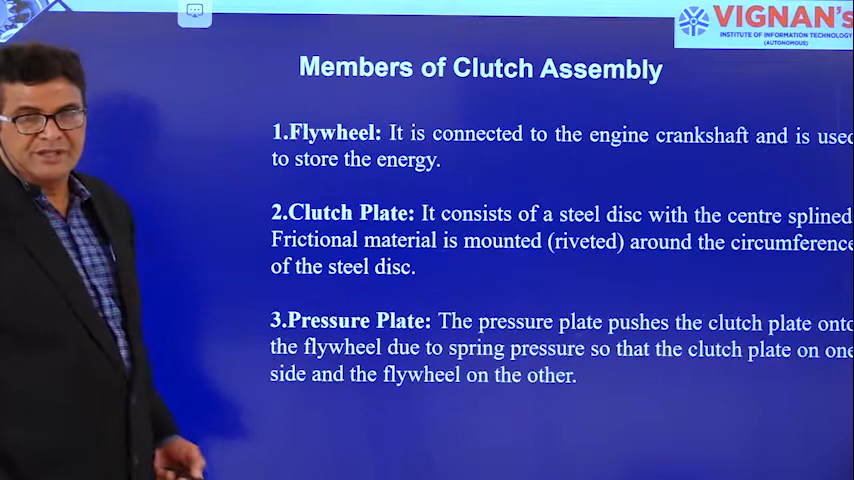 VIGNAN's
INSTITUTE OF INFORMATION TECHNOLOGY
(AUTONOMOUS)
Members of Clutch Assembly
1.Flywheel: It is connected to the engine crankshaft and is used
to store the energy.
2.Clutch Plate: It consists of a steel disc with the centre splined.
Frictional material is mounted (riveted) around the circumference
of the steel disc.
3.Pressure Plate: The pressure plate pushes the clutch plate onto
the flywheel due to spring pressure so that the clutch plate on one
side and the flywheel on the other.